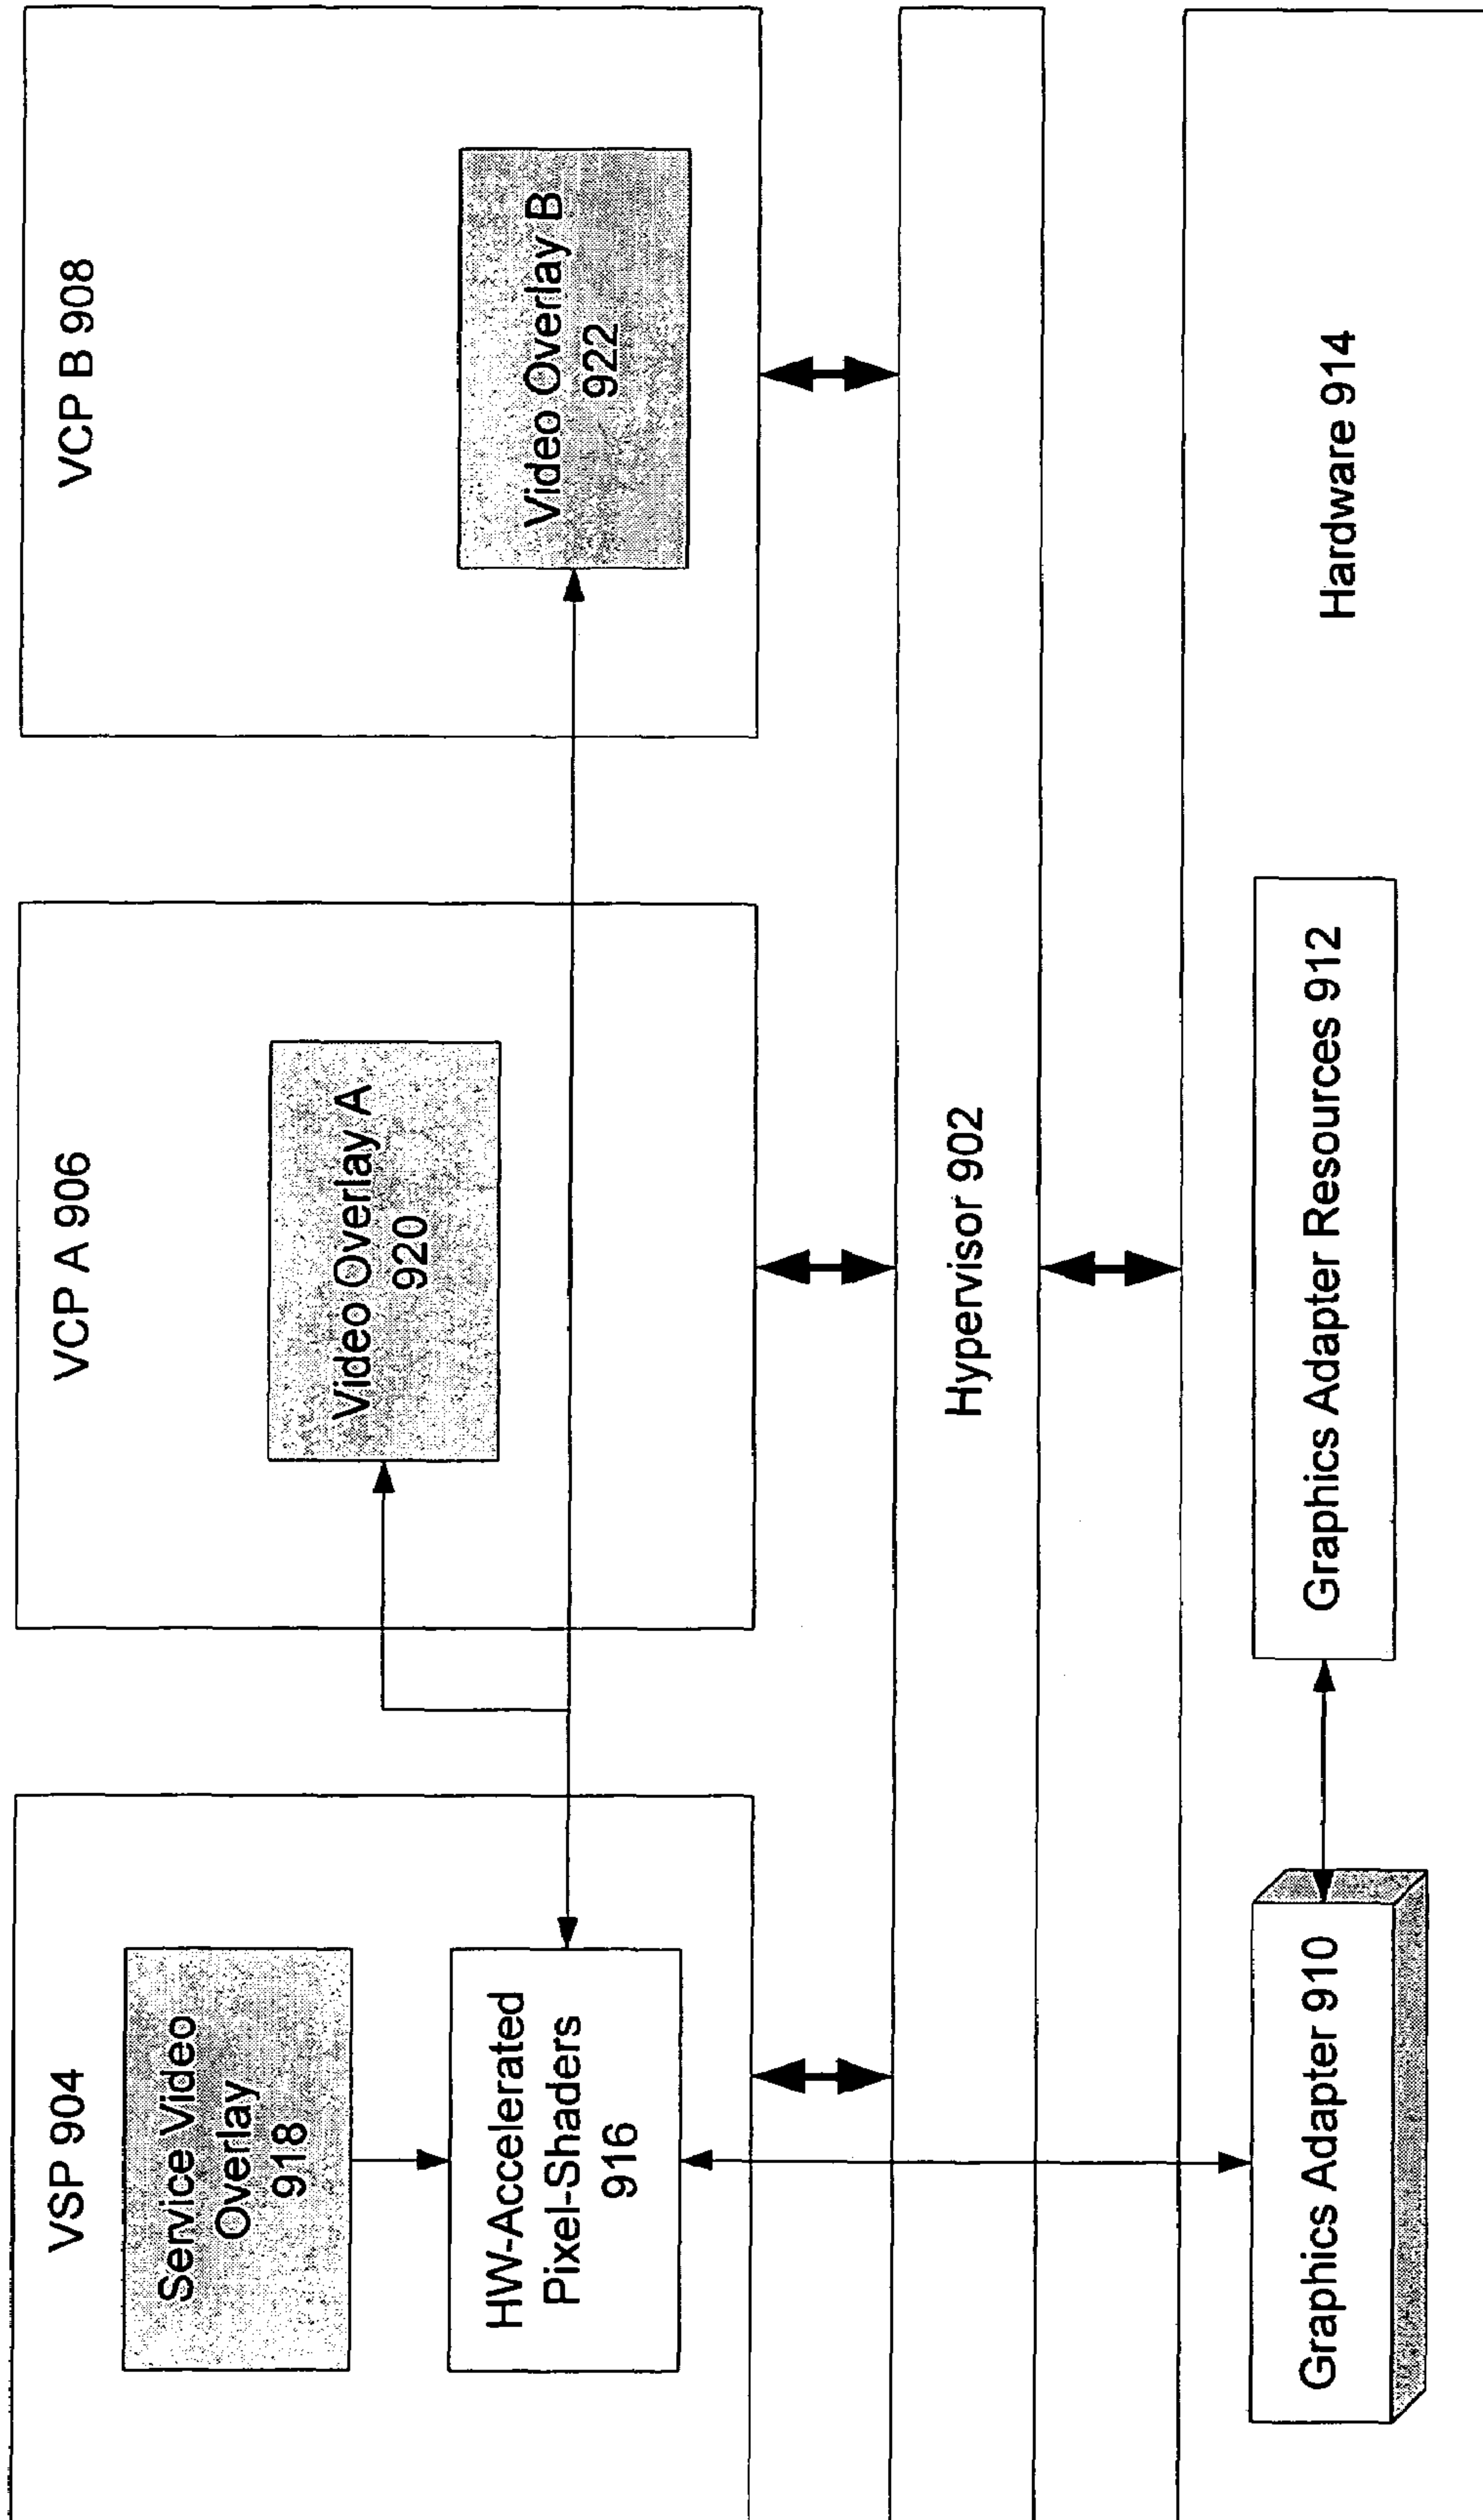 VSP 904
Service Video
Overlay
918
HW-Accelerated
Pixel-Shaders
916
VCP A 906
Video Overlay A
920
VCP B 908
Video Overlay B
922
Hypervisor 902
Graphics Adapter 910
Graphics Adapter Resources 912
Hardware 914